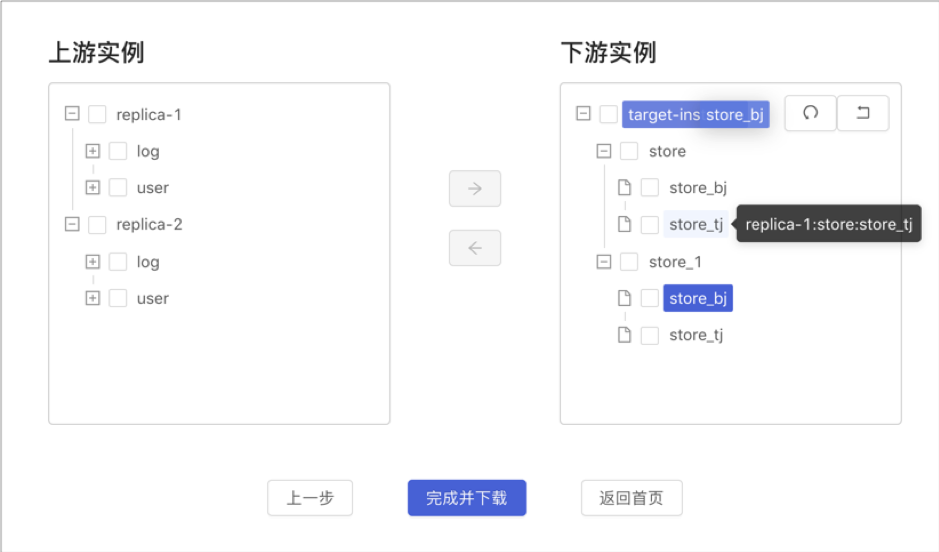 上游实例
replica-1
log
user
replica-2
log
user
下游实例
target-ins store_bj
store
store_bj
store_tj
replica-1:store:store_tj
store_1
store_bj
store_tj
上一步
完成并下载
返回首页